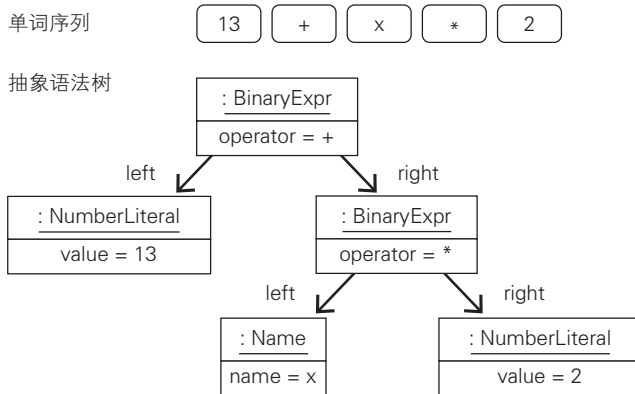 单词序列 13 + x * 2
抽象语法树
: BinaryExpr
operator = +
left right
: NumberLiteral : BinaryExpr
value = 13 operator = *
left right
: Name : NumberLiteral
name = x value = 2